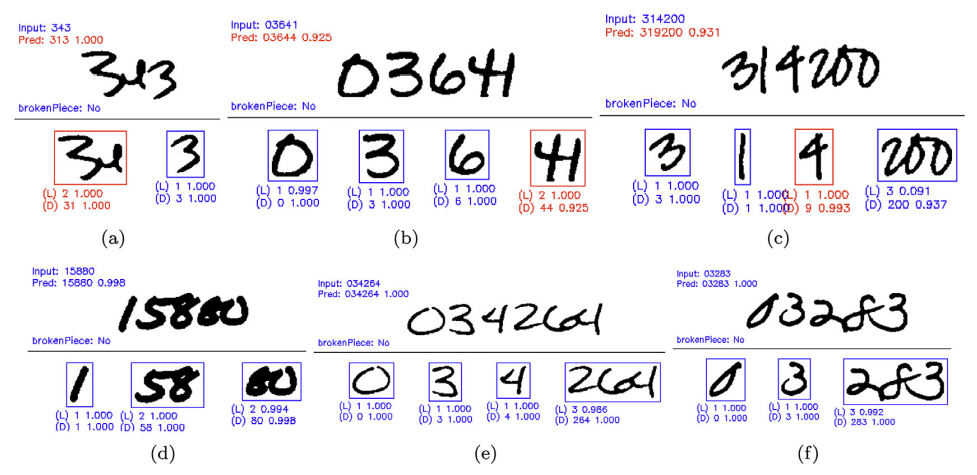 Input: 343
Pred: 313 1.000
343
brokenPiece: No
34 3
(L) 2 1.000
(D) 31 1.000
(L) 1 1.000
(D) 3 1.000
(a)
Input: 03641
Pred: 03644 0.925
03641
brokenPiece: No
0 3 6 41
(L) 1 0.997
(D) 0 1.000
(L) 1 1.000
(D) 3 1.000
(L) 1 1.000
(D) 6 1.000
(L) 2 1.000
(D) 44 0.925
(b)
Input: 314200
Pred: 319200 0.931
314200
brokenPiece: No
3 1 4 200
(L) 1 1.000
(D) 3 1.000
(L) 1 1.000
(D) 1 1.000
(L) 1 1.000
(D) 9 0.993
(L) 3 0.091
(D) 200 0.937
(c)
Input: 15880
Pred: 15880 0.998
15880
brokenPiece: No
1 58 80
(L) 1 1.000
(D) 1 1.000
(L) 2 1.000
(D) 58 1.000
(L) 2 0.994
(D) 80 0.998
(d)
Input: 034264
Pred: 034264 1.000
034264
brokenPiece: No
0 3 4 264
(L) 1 1.000
(D) 0 1.000
(L) 1 1.000
(D) 3 1.000
(L) 1 1.000
(D) 4 1.000
(L) 3 0.986
(D) 264 1.000
(e)
Input: 03283
Pred: 03283 1.000
03283
brokenPiece: No
0 3 283
(L) 1 1.000
(D) 0 1.000
(L) 1 1.000
(D) 3 1.000
(L) 3 0.992
(D) 283 1.000
(f)